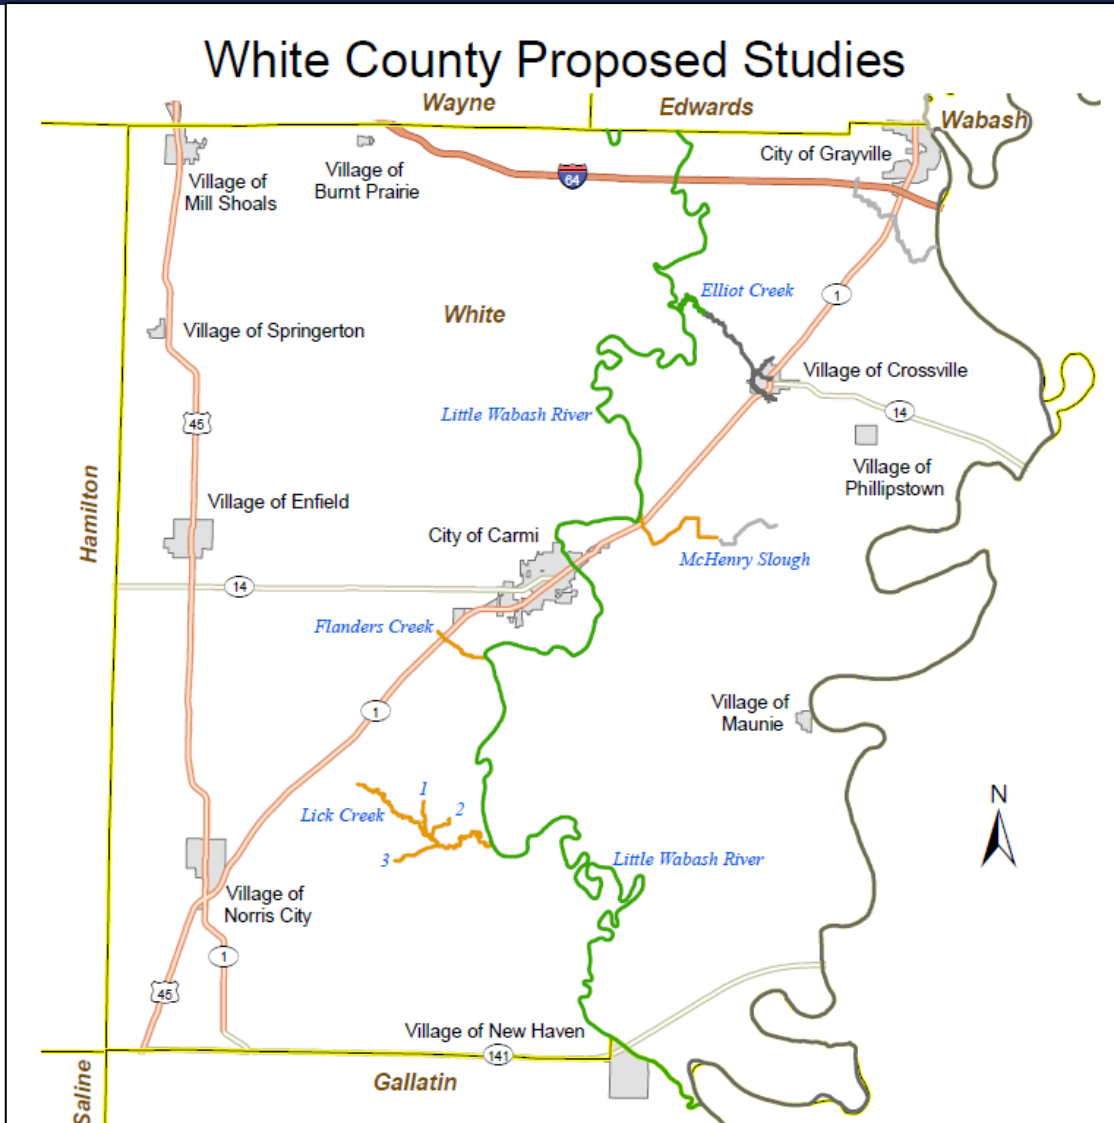 White County Proposed Studies
Wayne
Edwards
Wabash
City of Grayville
Village of
Mill Shoals
Village of
Burnt Prairie
64
Elliot Creek
1
White
Village of Springerton
Village of Crossville
45
Little Wabash River
14
Village of
Phillipstown
Hamilton
Village of Enfield
City of Carmi
McHenry Slough
14
Flanders Creek
1
Village of
Maunie
N
1
2
Lick Creek
3
Little Wabash River
Village of
Norris City
1
45
Village of New Haven
141
Gallatin
Saline